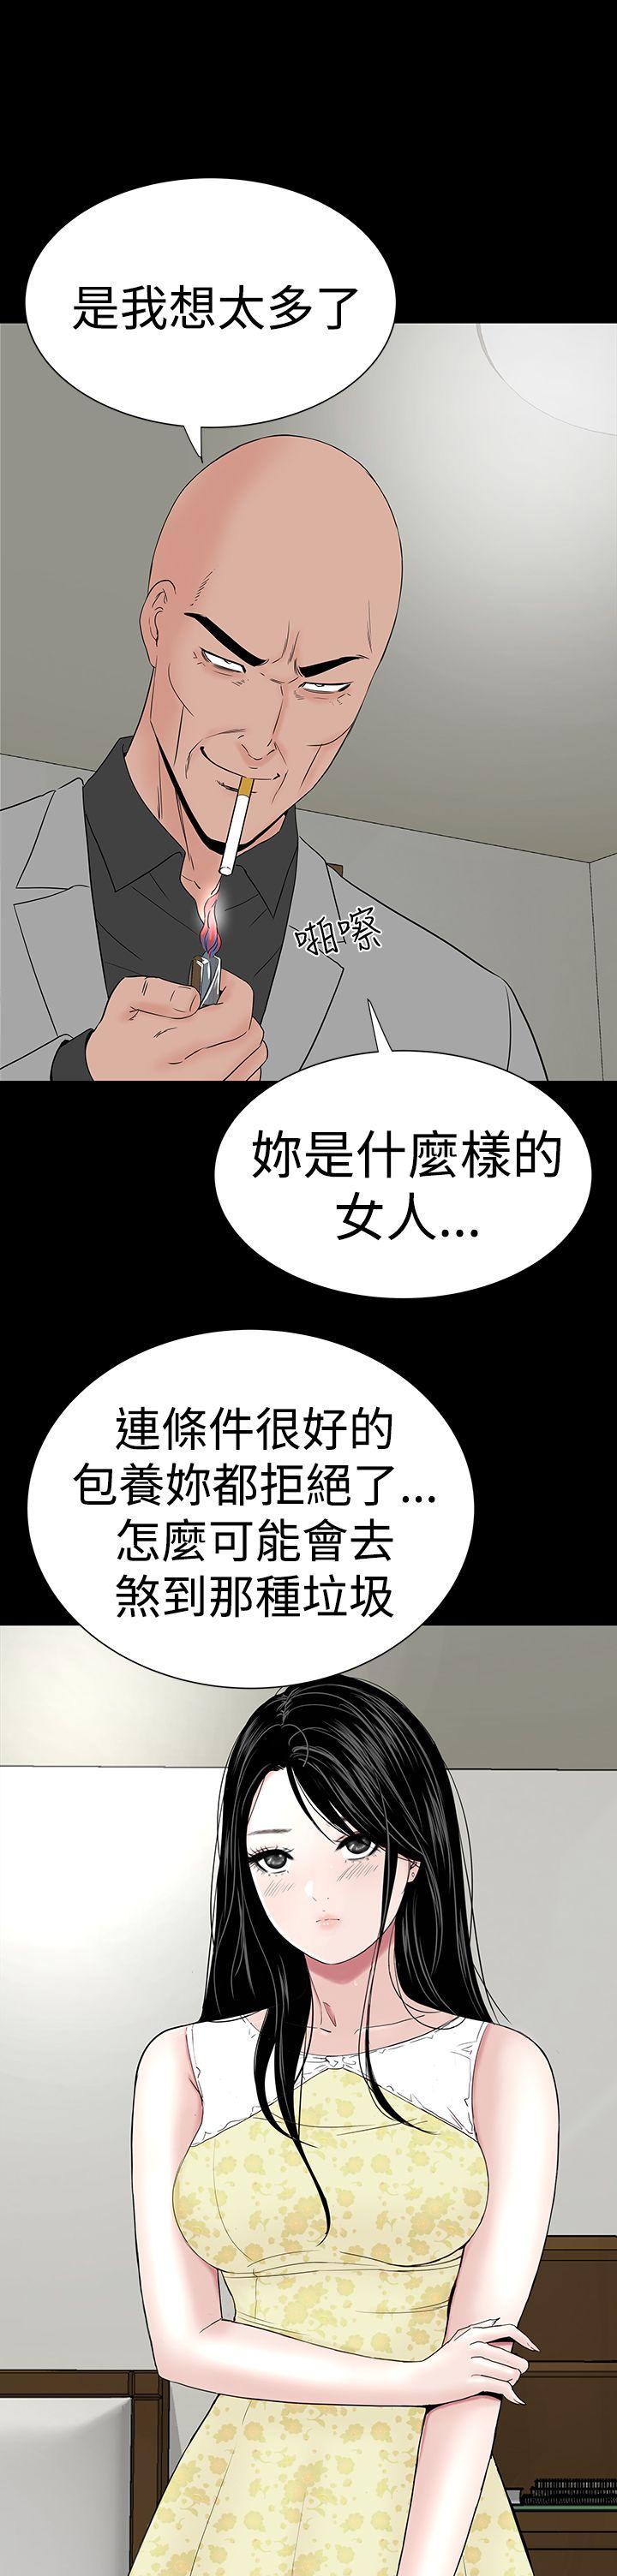 是我想太多了
啪嚓
妳是什麼樣的
女人…
連條件很好的
包養妳都拒絕了…
怎麼可能會去
煞到那種垃圾